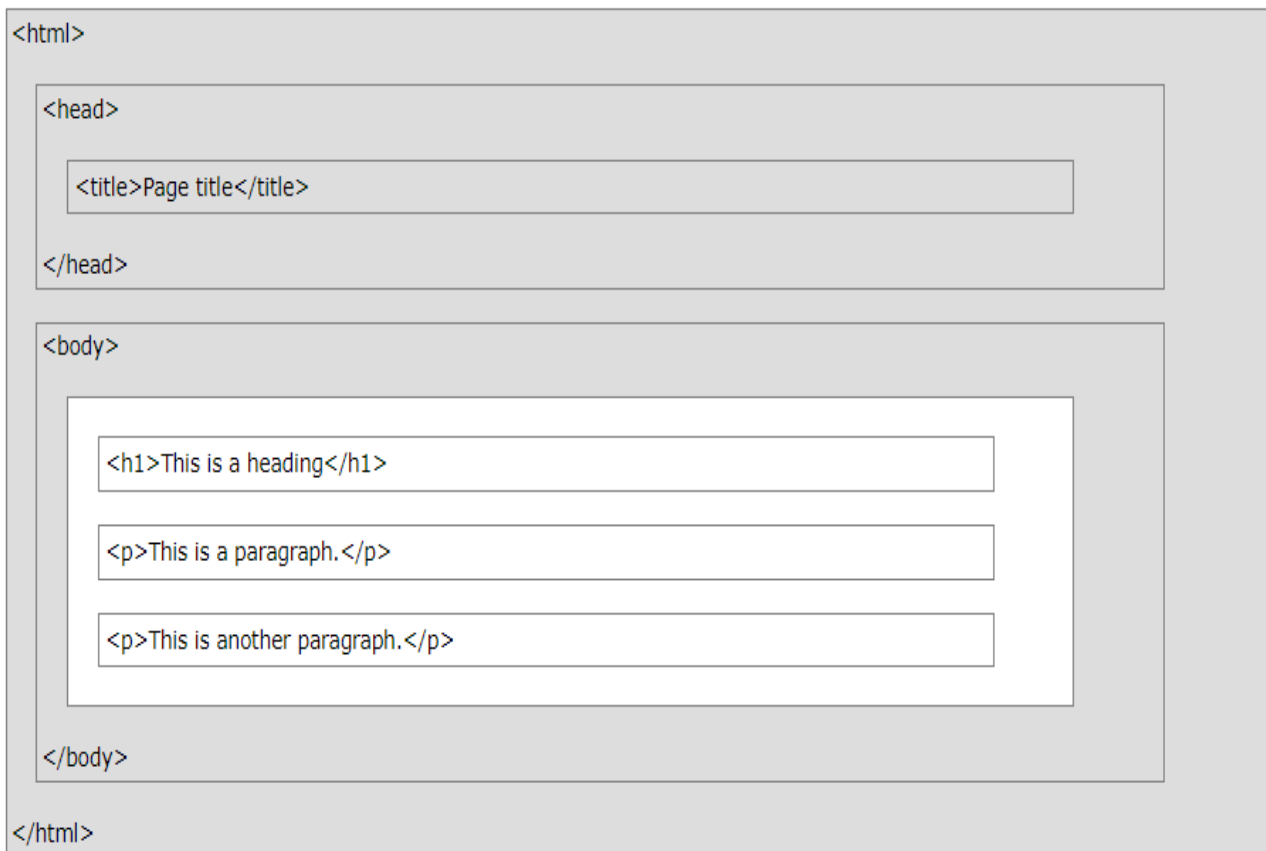 <html>
<head>
<title>Page title</title>
</head>
<body>
<h1>This is a heading</h1>
<p>This is a paragraph.</p>
<p>This is another paragraph.</p>
</body>
</html>